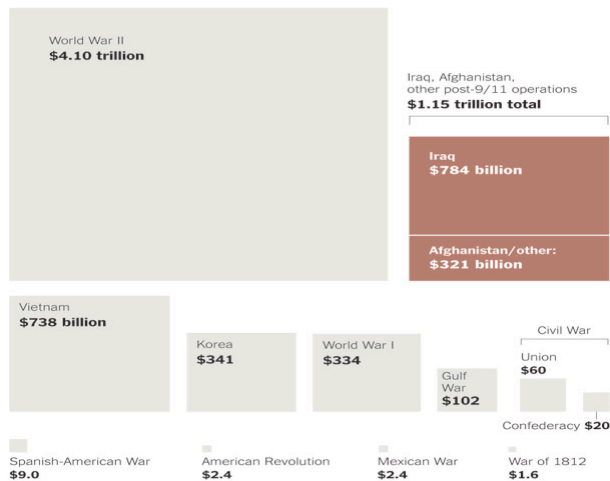 World War II
$4.10 trillion
Iraq, Afghanistan,
other post-9/11 operations
$1.15 trillion total
Iraq
$784 billion
Afghanistan/other:
$321 billion
Vietnam
$738 billion
Korea
$341
World War I
$334
Gulf
War
$102
Civil War
Union
$60
Confederacy $20
Spanish-American War
$9.0
American Revolution
$2.4
Mexican War
$2.4
War of 1812
$1.6